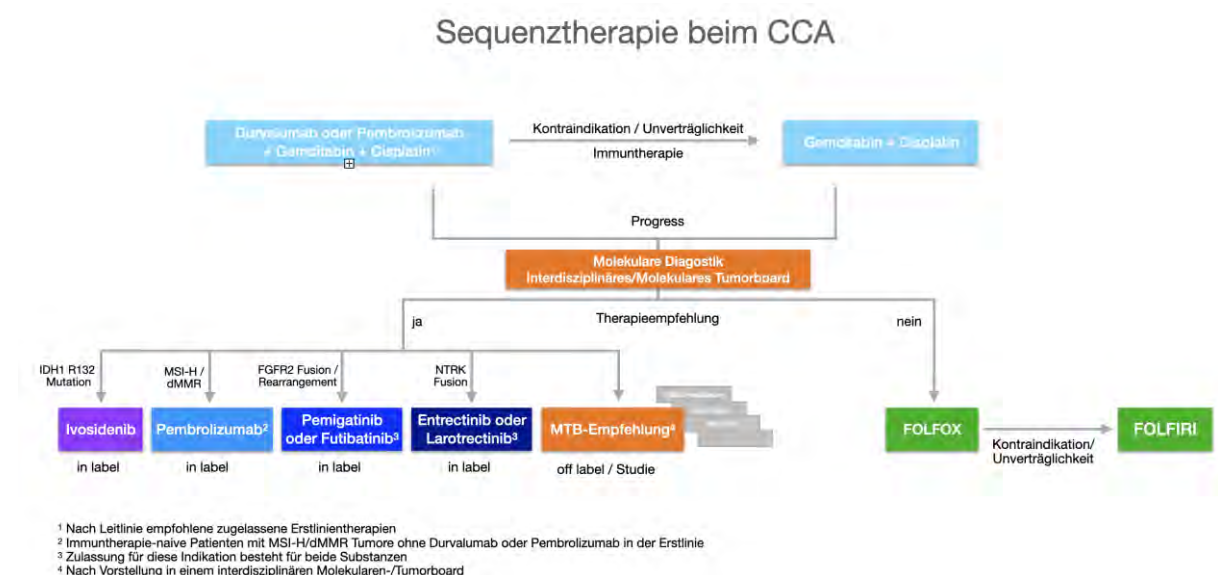 Sequenztherapie beim CCA
Durvalumab oder Pembrolizumab
+ Gemcitabin + Cisplatin¹
Kontraindikation / Unverträglichkeit
Immuntherapie
Gemcitabin + Cisplatin
Progress
Molekulare Diagostik
Interdisziplinäres/Molekulares Tumorboard
ja
Therapieempfehlung
nein
IDH1 R132
Mutation
MSI-H /
dMMR
FGFR2 Fusion /
Rearrangement
NTRK
Fusion
Ivosidenib
Pembrolizumab²
Pemigatinib
oder Futibatinib³
Entrectinib oder
Larotrectinib³
MTB-Empfehlung⁴
FOLFOX
Kontraindikation/
Unverträglichkeit
FOLFIRI
in label
in label
in label
in label
off label / Studie
¹ Nach Leitlinie empfohlene zugelassene Erstlinientherapien
² Immuntherapie-naive Patienten mit MSI-H/dMMR Tumore ohne Durvalumab oder Pembrolizumab in der Erstlinie
³ Zulassung für diese Indikation besteht für beide Substanzen
⁴ Nach Vorstellung in einem interdisziplinären Molekularen-/Tumorboard